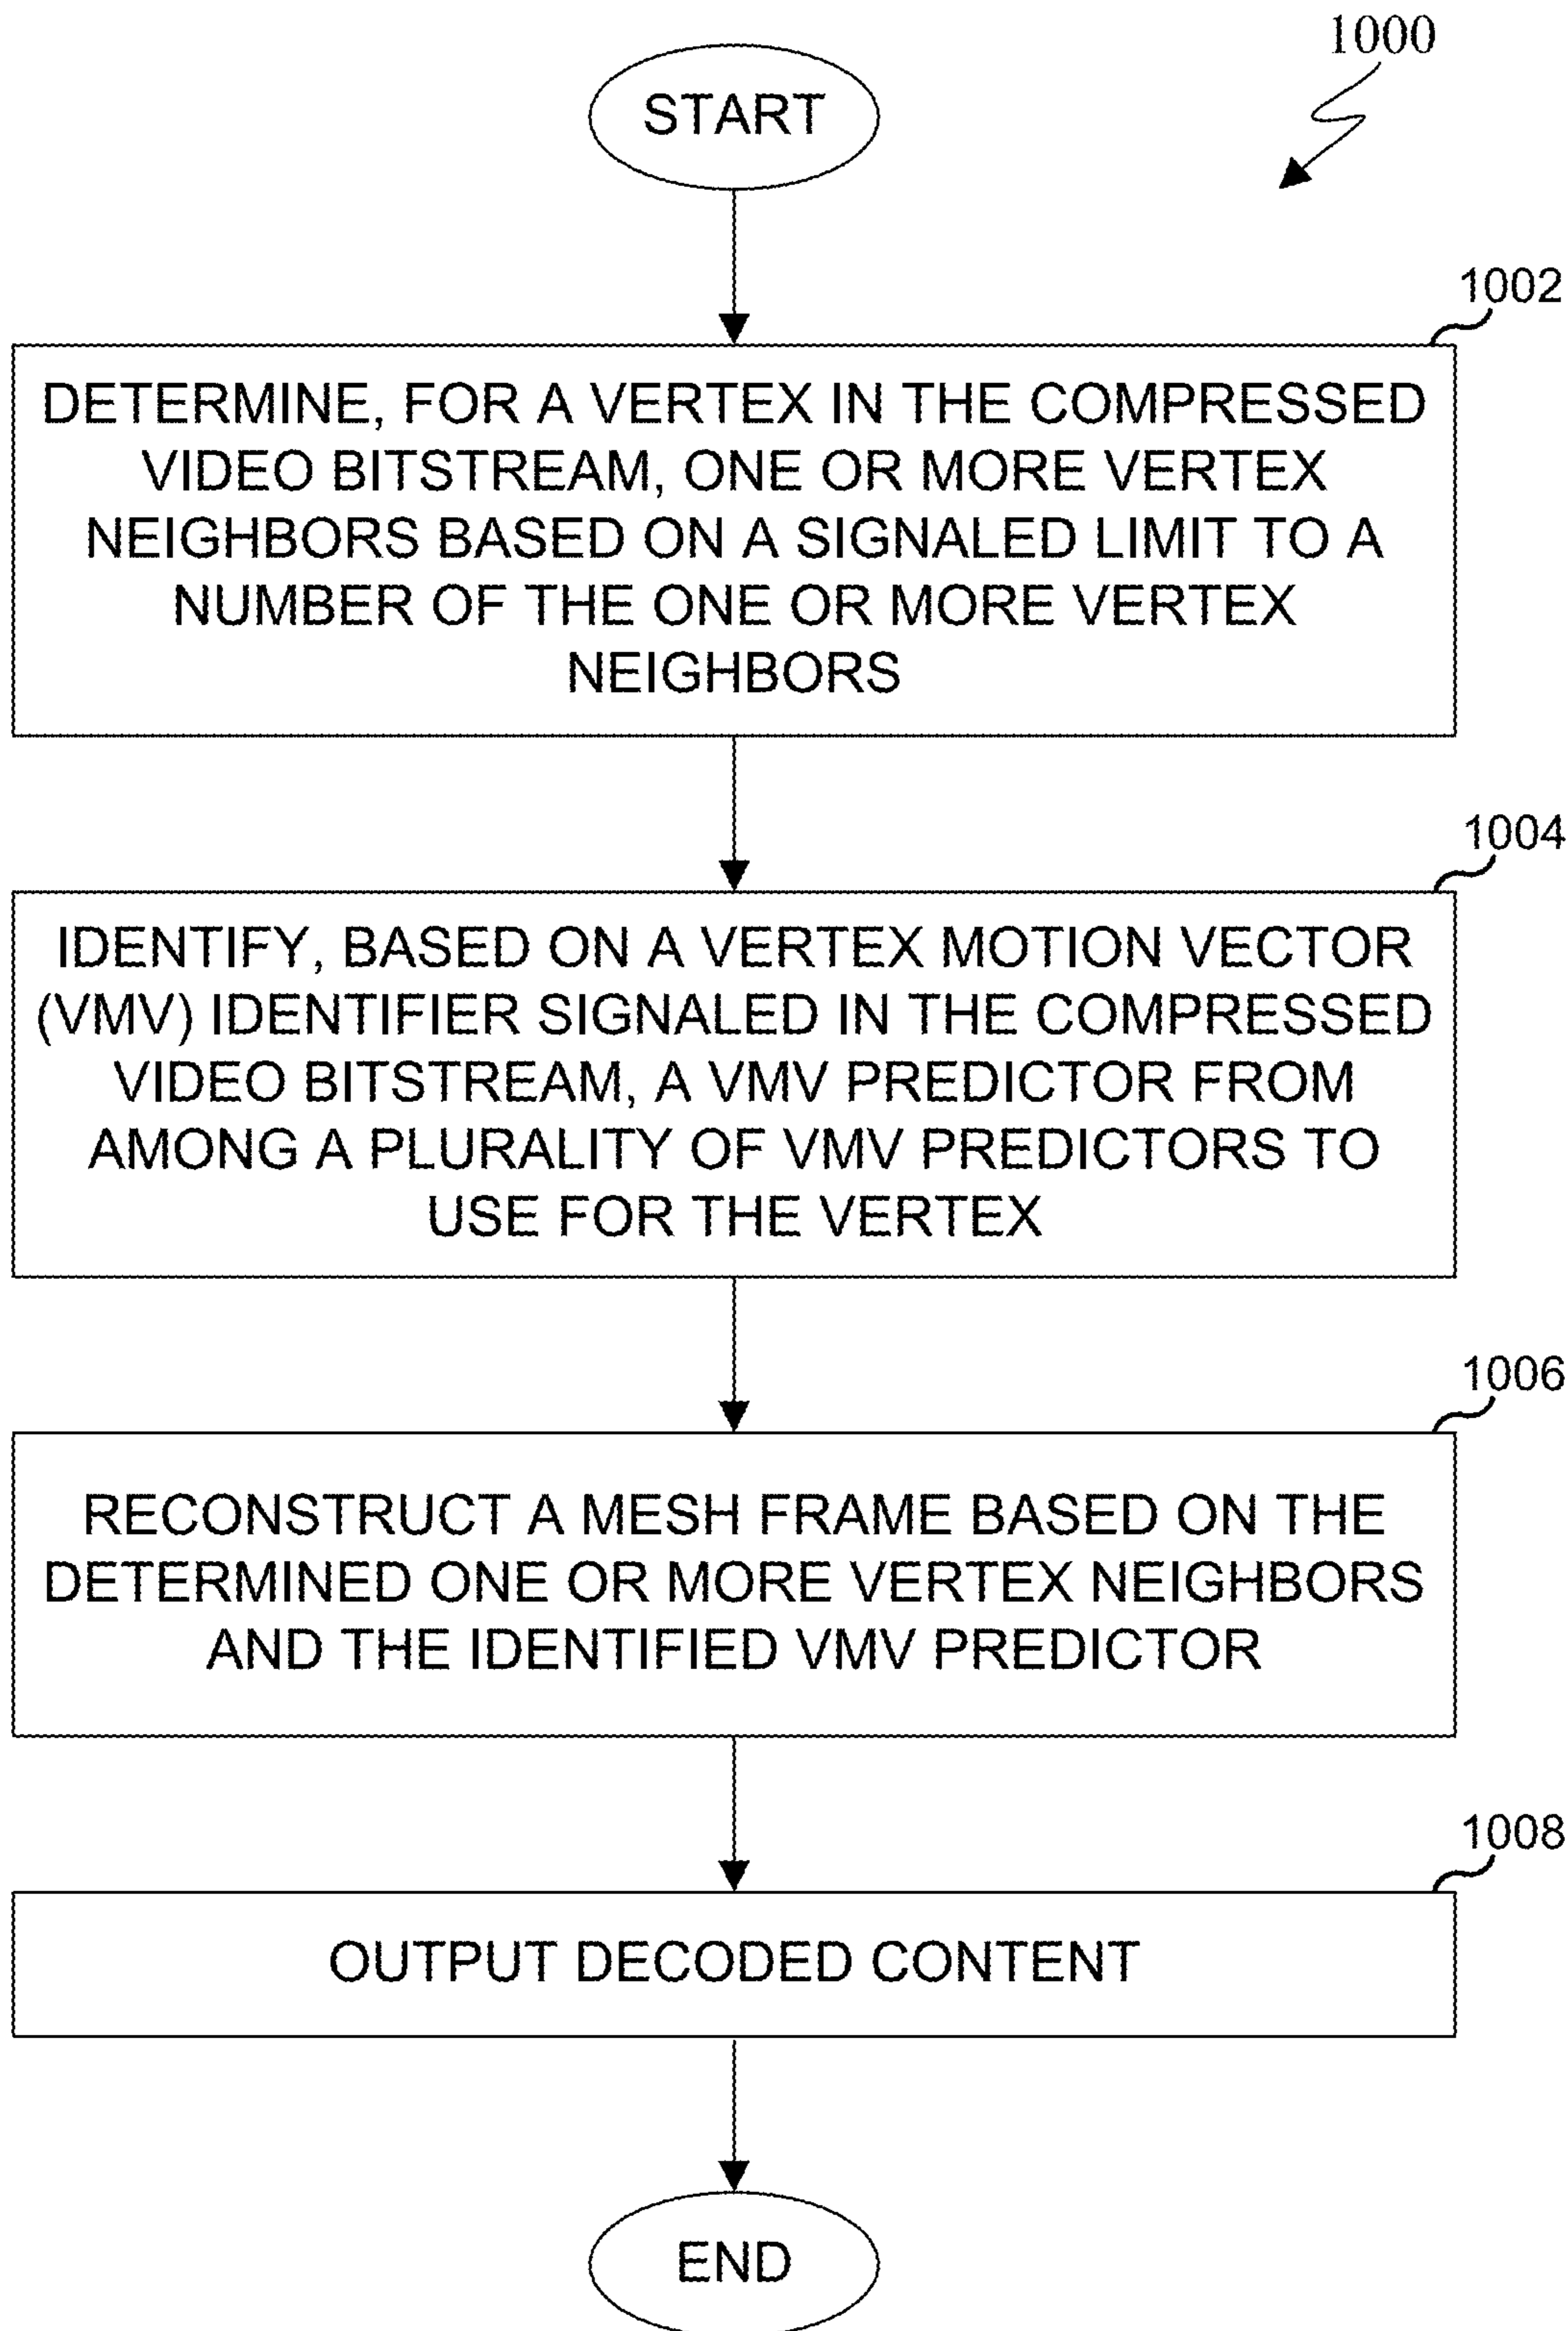 1000
START
1002
DETERMINE, FOR A VERTEX IN THE COMPRESSED
VIDEO BITSTREAM, ONE OR MORE VERTEX
NEIGHBORS BASED ON A SIGNALED LIMIT TO A
NUMBER OF THE ONE OR MORE VERTEX
NEIGHBORS
1004
IDENTIFY, BASED ON A VERTEX MOTION VECTOR
(VMV) IDENTIFIER SIGNALED IN THE COMPRESSED
VIDEO BITSTREAM, A VMV PREDICTOR FROM
AMONG A PLURALITY OF VMV PREDICTORS TO
USE FOR THE VERTEX
1006
RECONSTRUCT A MESH FRAME BASED ON THE
DETERMINED ONE OR MORE VERTEX NEIGHBORS
AND THE IDENTIFIED VMV PREDICTOR
1008
OUTPUT DECODED CONTENT
END